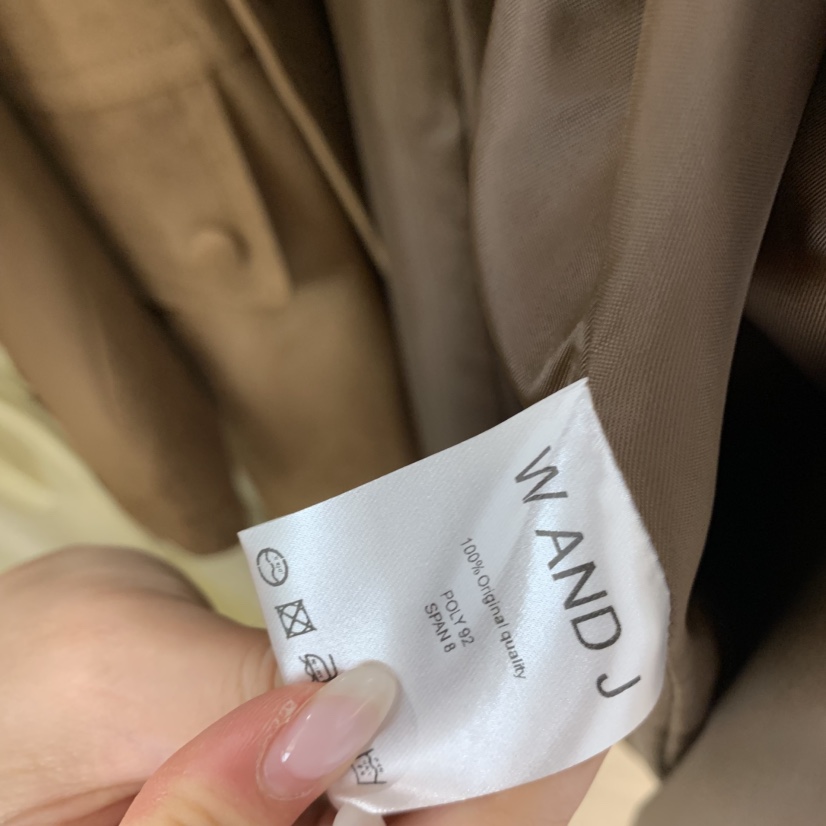 W AND J
100% Original quality
POLY 92
SPAN 8